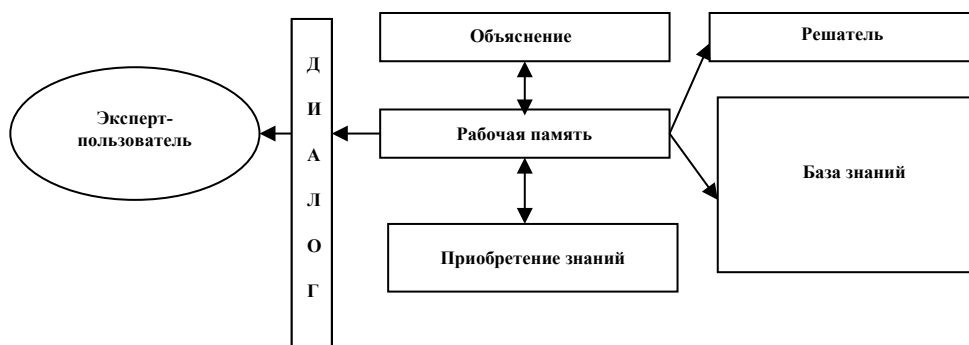 Эксперт-
пользователь
Д
И
А
Л
О
Г
Объяснение
Рабочая память
Приобретение знаний
Решатель
База знаний